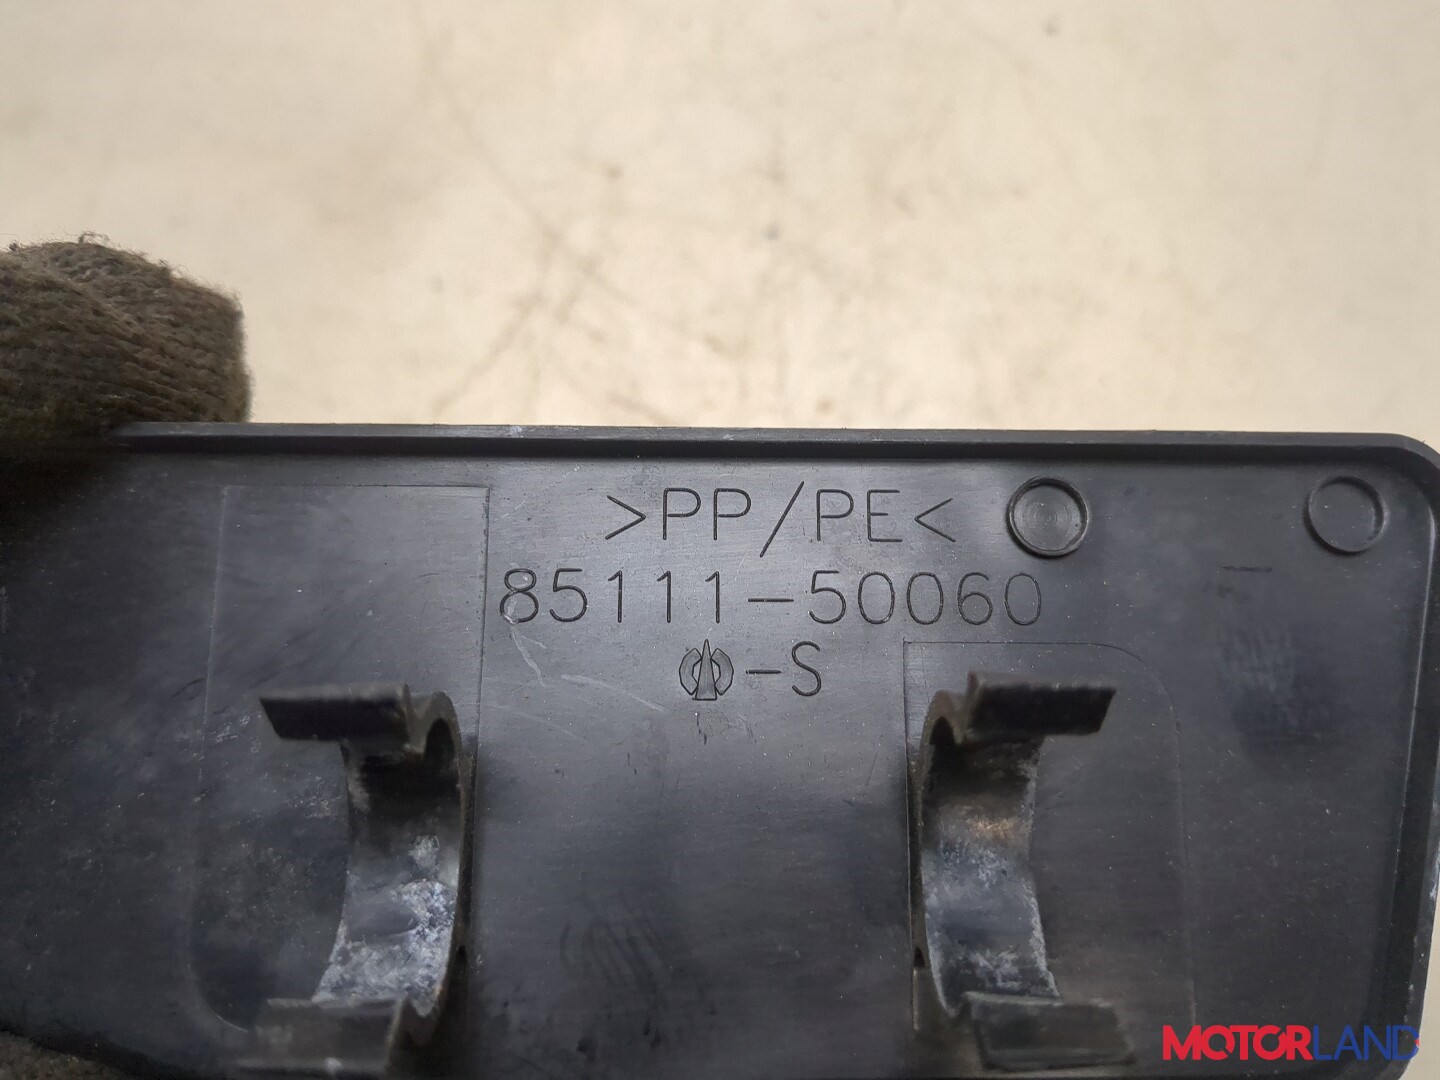 >PP/PE<
85111-50060
-S
MOTORLAND